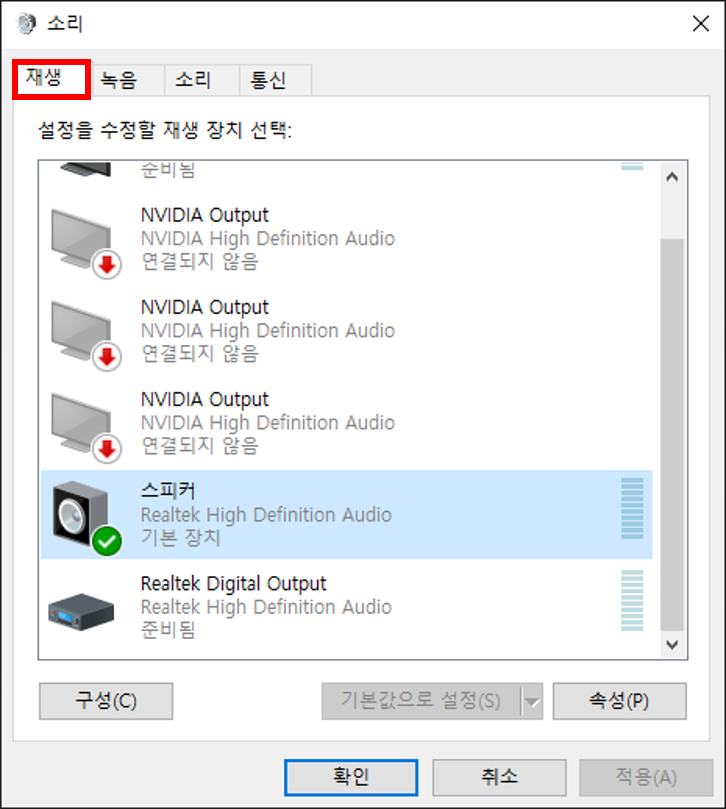 소리
재생
녹음
소리
통신
설정을 수정할 재생 장치 선택:
준비됨
NVIDIA Output
NVIDIA High Definition Audio
연결되지 않음
NVIDIA Output
NVIDIA High Definition Audio
연결되지 않음
NVIDIA Output
NVIDIA High Definition Audio
연결되지 않음
스피커
Realtek High Definition Audio
기본 장치
Realtek Digital Output
Realtek High Definition Audio
준비됨
구성(C)
기본값으로 설정(S)
속성(P)
확인
취소
적용(A)